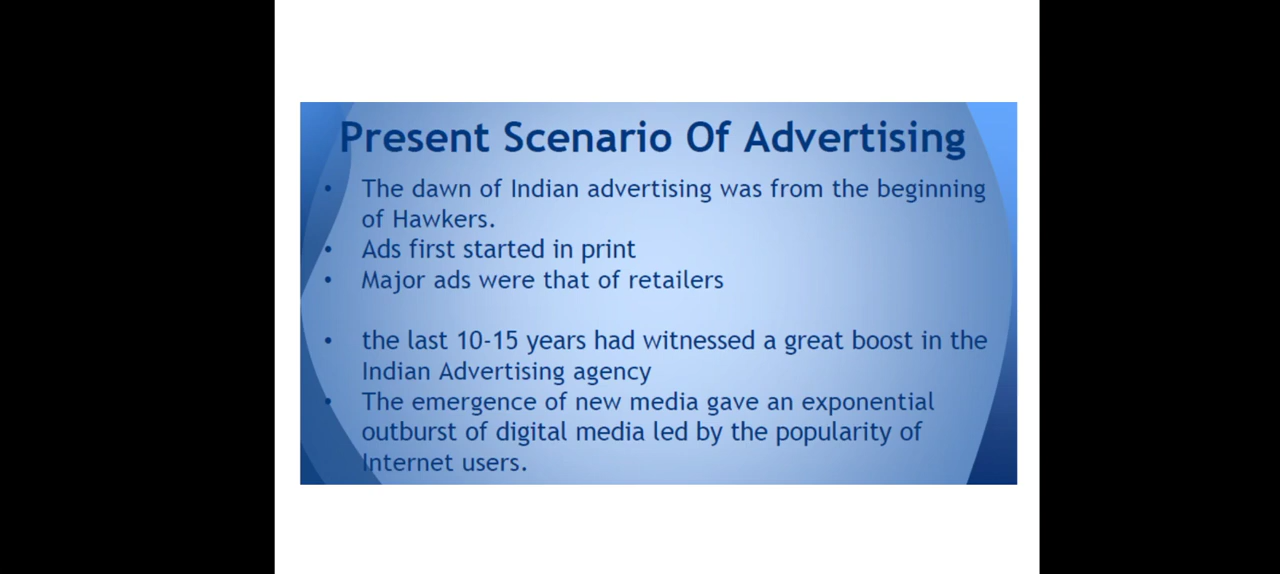 Present Scenario Of Advertising
• The dawn of Indian advertising was from the beginning
of Hawkers.
• Ads first started in print
• Major ads were that of retailers
• the last 10-15 years had witnessed a great boost in the
Indian Advertising agency
• The emergence of new media gave an exponential
outburst of digital media led by the popularity of
Internet users.